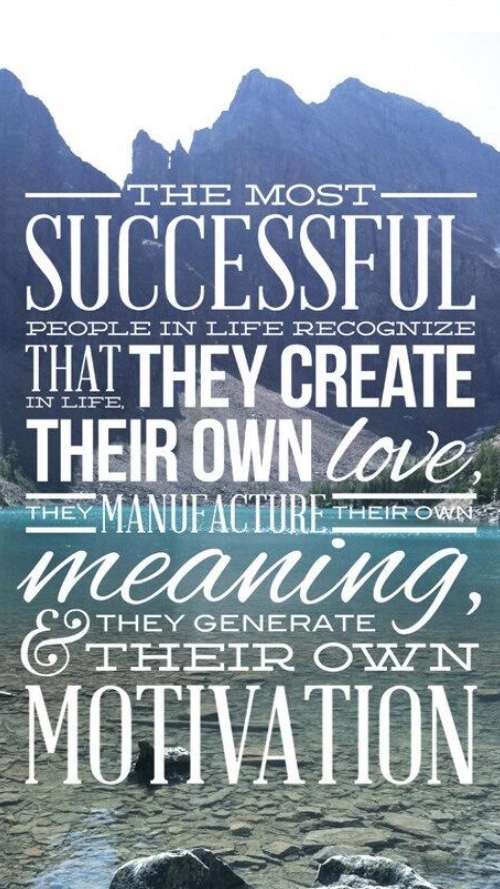 THE MOST
SUCCESSFUL
PEOPLE IN LIFE RECOGNIZE
THAT IN LIFE, THEY CREATE
THEIR OWN love,
THEY MANUFACTURE THEIR OWN
meaning,
& THEY GENERATE
THEIR OWN
MOTIVATION